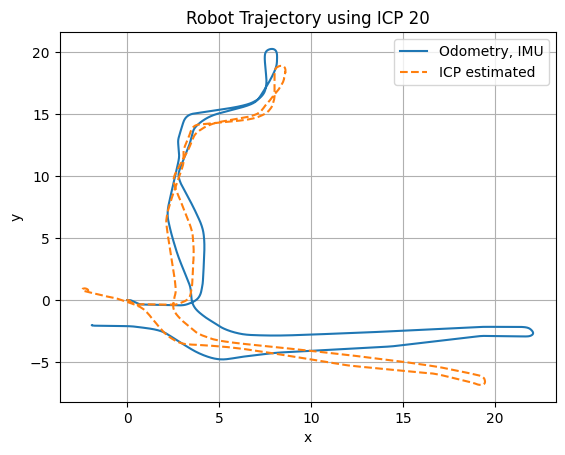 Robot Trajectory using ICP 20
Odometry, IMU
ICP estimated
20
15
10
5
0
−5
y
0
5
10
15
20
x